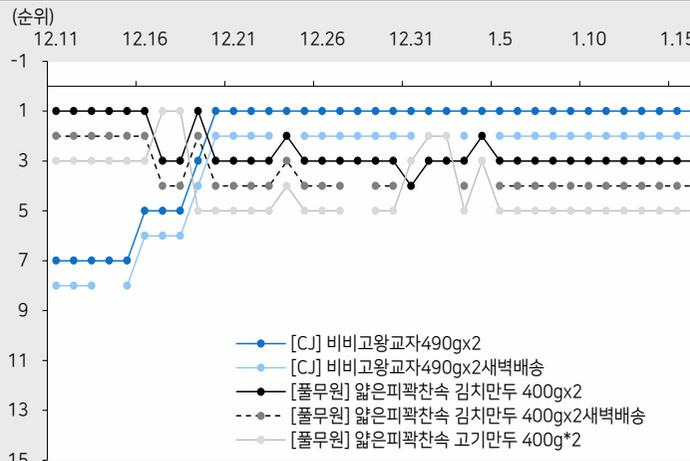 (순위)
12.11 12.16 12.21 12.26 12.31 1.5 1.10 1.15
-1
1
3
5
7
9
11
13
15
[CJ] 비비고왕교자490gx2
[CJ] 비비고왕교자490gx2새벽배송
[풀무원] 얇은피꽉찬속 김치만두 400gx2
[풀무원] 얇은피꽉찬속 김치만두 400gx2새벽배송
[풀무원] 얇은피꽉찬속 고기만두 400g*2